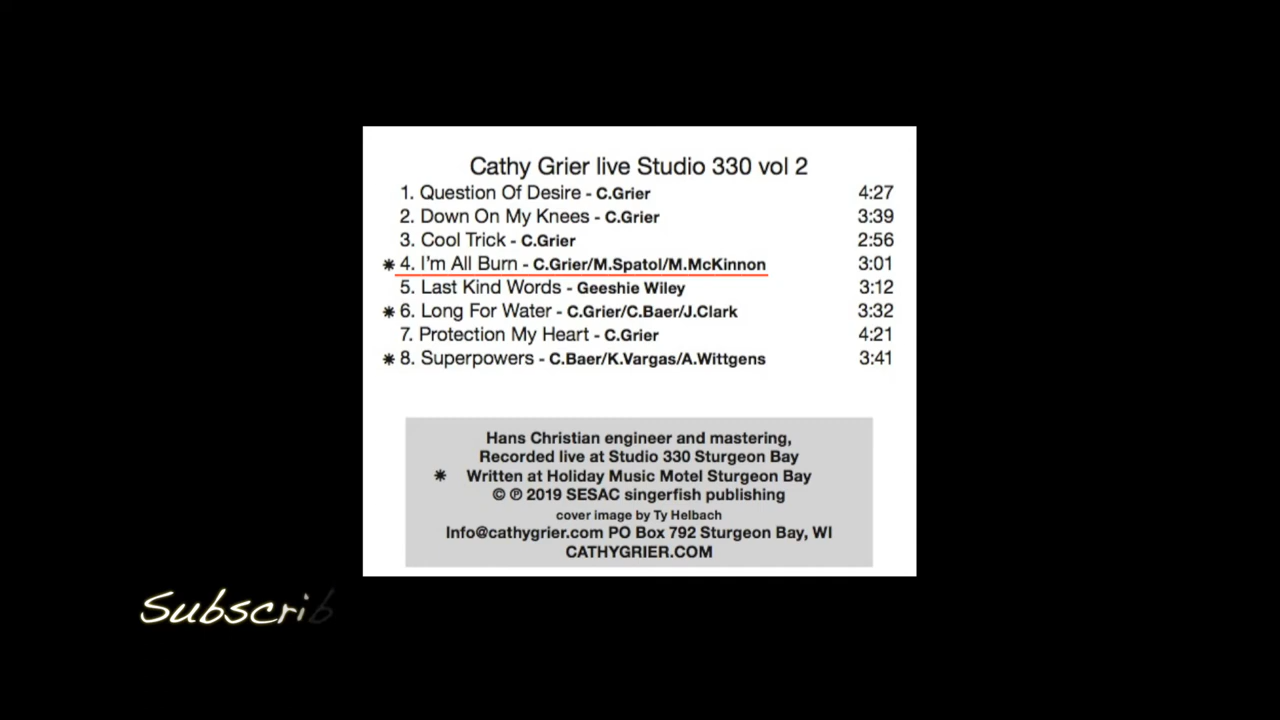 Cathy Grier live Studio 330 vol 2
1. Question Of Desire - C.Grier 4:27
2. Down On My Knees - C.Grier 3:39
3. Cool Trick - C.Grier 2:56
⁕ 4. I'm All Burn - C.Grier/M.Spatol/M.McKinnon 3:01
5. Last Kind Words - Geeshie Wiley 3:12
⁕ 6. Long For Water - C.Grier/C.Baer/J.Clark 3:32
7. Protection My Heart - C.Grier 4:21
⁕ 8. Superpowers - C.Baer/K.Vargas/A.Wittgens 3:41
Hans Christian engineer and mastering,
Recorded live at Studio 330 Sturgeon Bay
⁕ Written at Holiday Music Motel Sturgeon Bay
© ℗ 2019 SESAC singerfish publishing
cover image by Ty Helbach
Info@cathygrier.com PO Box 792 Sturgeon Bay, WI
CATHYGRIER.COM
Subscrib